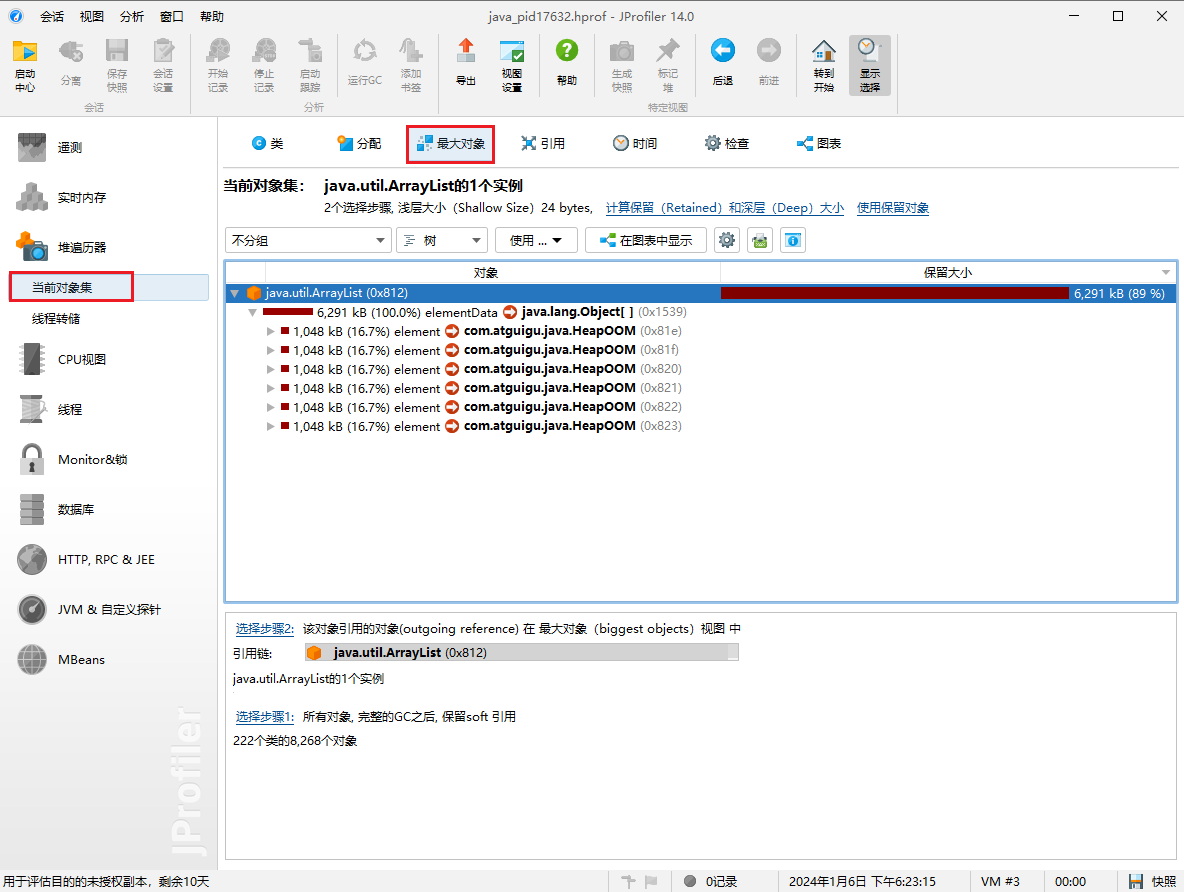 会话 视图 分析 窗口 帮助 java_pid17632.hprof - JProfiler 14.0
启动中心 分离 保存快照 会话设置 开始记录 停止记录 启动跟踪 运行GC 添加书签 导出 视图设置 帮助 生成快照 标记堆 后退 前进 转到开始 显示选择
会话 分析 特定视图
遥测
实时内存
堆遍历器
当前对象集
线程转储
CPU视图
线程
Monitor&锁
数据库
HTTP, RPC & JEE
JVM & 自定义探针
MBeans
JProfiler
类 分配 最大对象 引用 时间 检查 图表
当前对象集： java.util.ArrayList的1个实例
2个选择步骤, 浅层大小（Shallow Size）24 bytes, 计算保留（Retained）和深层（Deep）大小 使用保留对象
不分组 树 使用 ... 在图表中显示
对象 保留大小
java.util.ArrayList (0x812) 6,291 kB (89 %)
6,291 kB (100.0%) elementData java.lang.Object[ ] (0x1539)
1,048 kB (16.7%) element com.atguigu.java.HeapOOM (0x81e)
1,048 kB (16.7%) element com.atguigu.java.HeapOOM (0x81f)
1,048 kB (16.7%) element com.atguigu.java.HeapOOM (0x820)
1,048 kB (16.7%) element com.atguigu.java.HeapOOM (0x821)
1,048 kB (16.7%) element com.atguigu.java.HeapOOM (0x822)
1,048 kB (16.7%) element com.atguigu.java.HeapOOM (0x823)
选择步骤2: 该对象引用的对象(outgoing reference) 在 最大对象（biggest objects）视图 中
引用链: java.util.ArrayList (0x812)
java.util.ArrayList的1个实例
选择步骤1: 所有对象, 完整的GC之后, 保留soft 引用
222个类的8,268个对象
用于评估目的的未授权副本，剩余10天 0记录 2024年1月6日 下午6:23:15 VM #3 00:00 快照